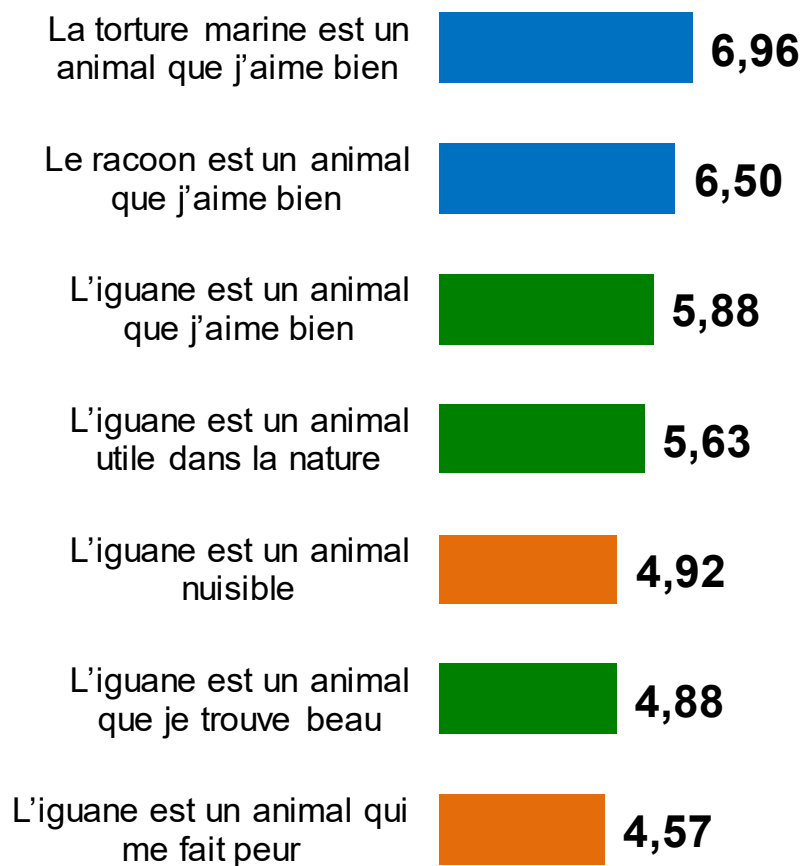 La torture marine est un
animal que j'aime bien
6,96
Le racoon est un animal
que j'aime bien
6,50
L'iguane est un animal
que j'aime bien
5,88
L'iguane est un animal
utile dans la nature
5,63
L'iguane est un animal
nuisible
4,92
L'iguane est un animal
que je trouve beau
4,88
L'iguane est un animal qui
me fait peur
4,57